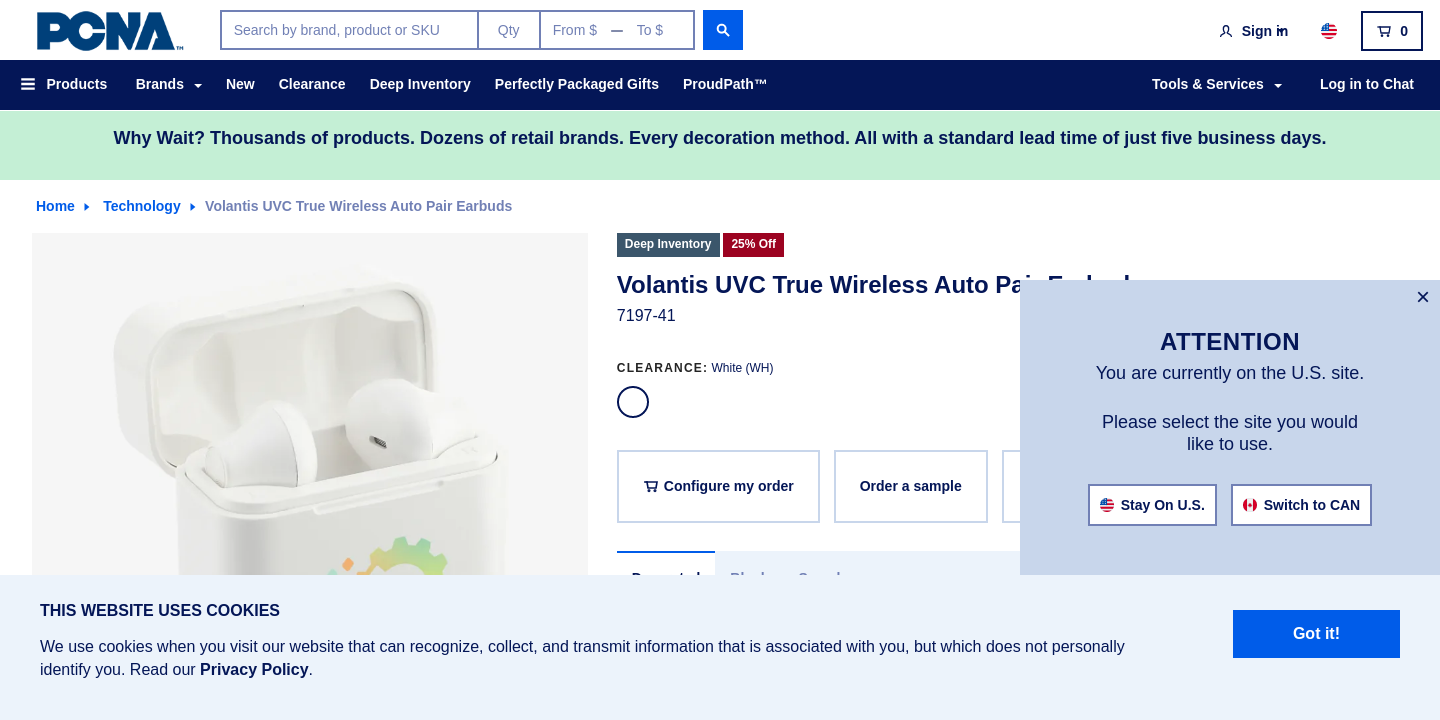 PCNA™
Search by brand, product or SKU
Qty
From $ — To $
Sign in
0
Products
Brands
New
Clearance
Deep Inventory
Perfectly Packaged Gifts
ProudPath™
Tools & Services
Log in to Chat
Why Wait? Thousands of products. Dozens of retail brands. Every decoration method. All with a standard lead time of just five business days.
Home
Technology
Volantis UVC True Wireless Auto Pair Earbuds
Deep Inventory
25% Off
Volantis UVC True Wireless Auto
7197-41
CLEARANCE: White (WH)
Configure my order
Order a sample
×
ATTENTION
You are currently on the U.S. site.
Please select the site you would
like to use.
Stay On U.S.
Switch to CAN
THIS WEBSITE USES COOKIES
We use cookies when you visit our website that can recognize, collect, and transmit information that is associated with you, but which does not personally
identify you. Read our Privacy Policy.
Got it!